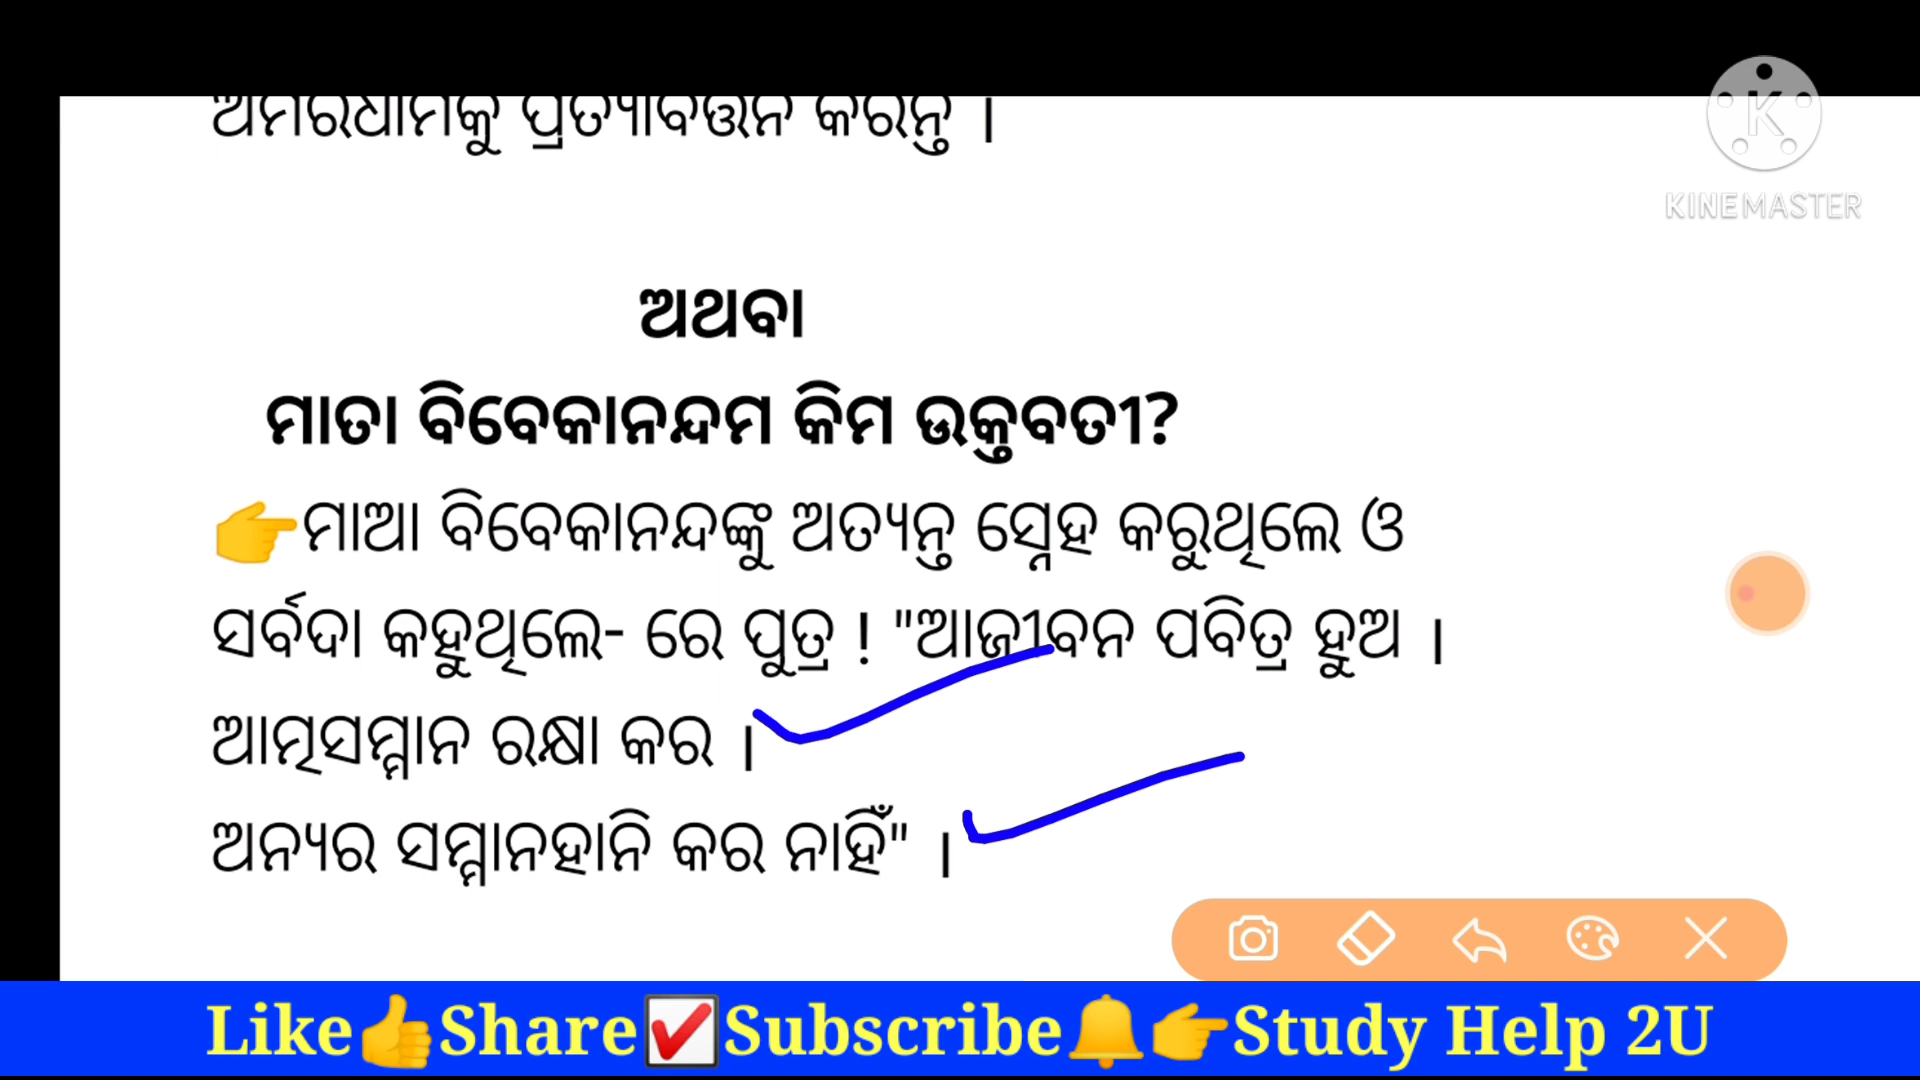 ଅମରଧାମକୁ ପ୍ରତ୍ୟାବର୍ତ୍ତନ କରନ୍ତୁ ।
KINEMASTER
ଅଥବା
ମାତା ବିବେକାନନ୍ଦମ କିମ ଉକ୍ତବତୀ?
👉ମାଆ ବିବେକାନନ୍ଦଙ୍କୁ ଅତ୍ୟନ୍ତ ସ୍ନେହ କରୁଥିଲେ ଓ
ସର୍ବଦା କହୁଥିଲେ- ରେ ପୁତ୍ର ! "ଆଜୀବନ ପବିତ୍ର ହୁଅ ।
ଆତ୍ମସମ୍ମାନ ରକ୍ଷା କର ।
ଅନ୍ୟର ସମ୍ମାନହାନି କର ନାହିଁ" ।
Like👍Share☑Subscribe🔔👉Study Help 2U